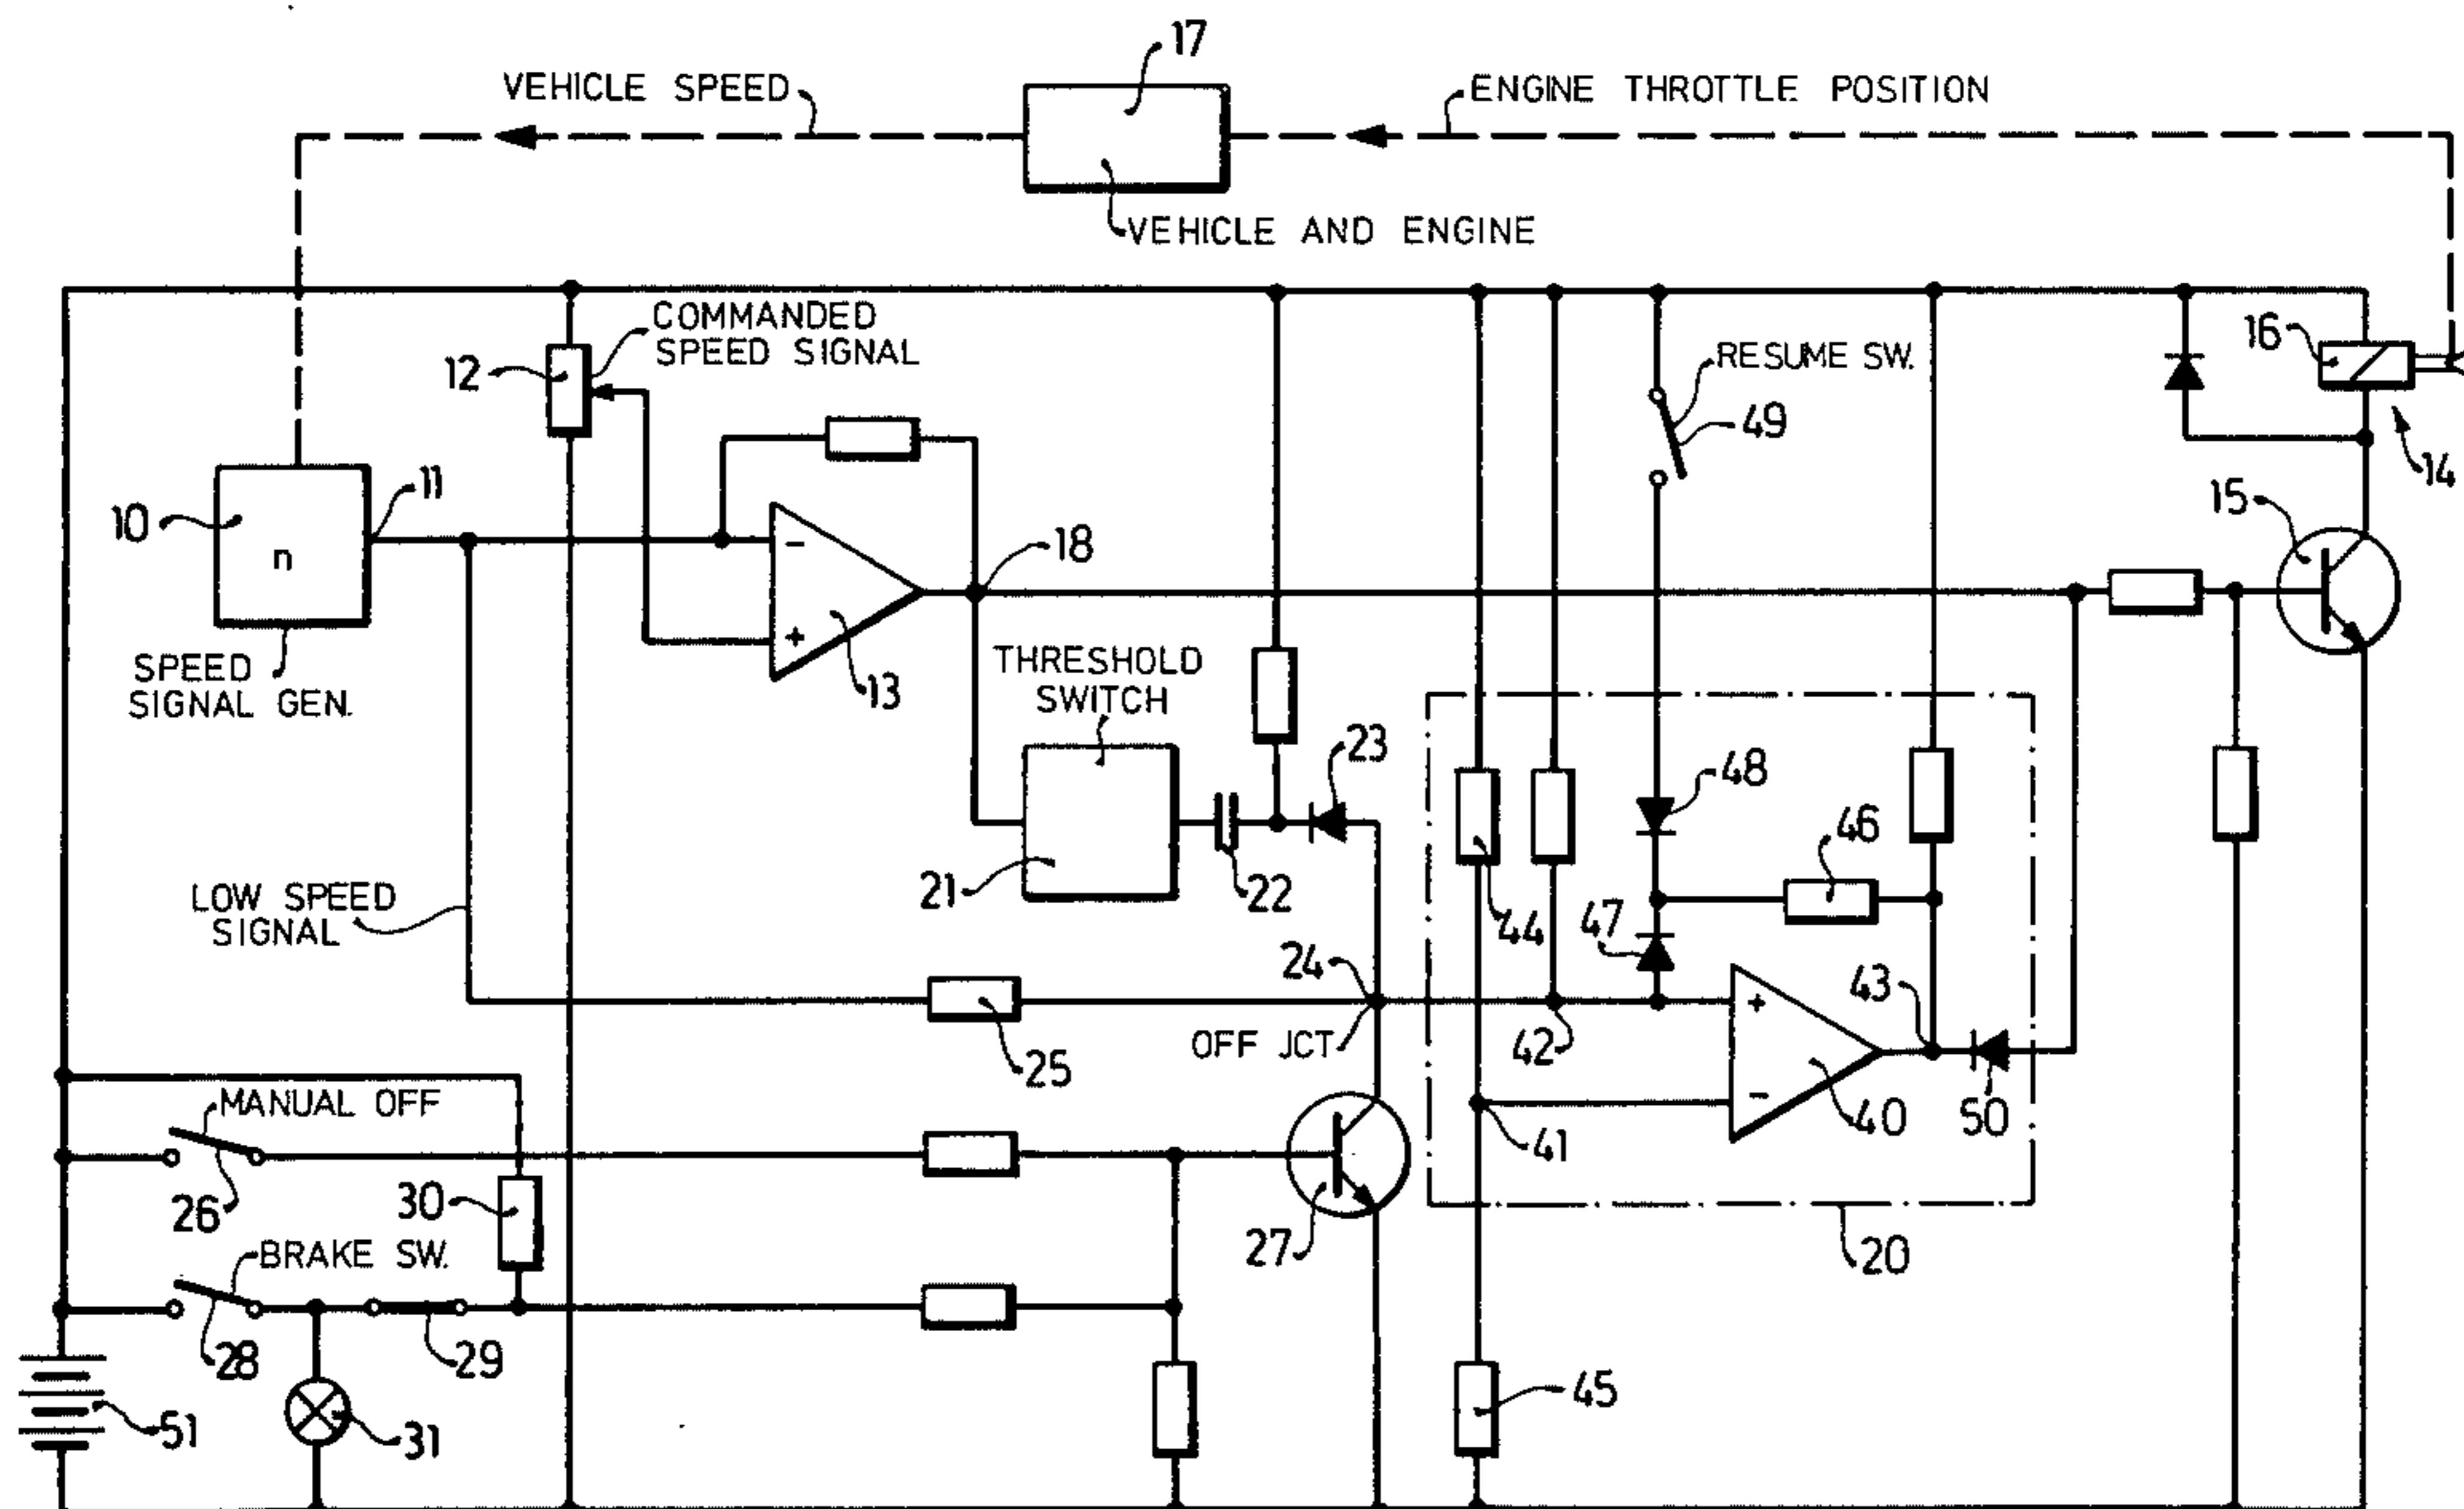 17
VEHICLE SPEED
ENGINE THROTTLE POSITION
VEHICLE AND ENGINE
COMMANDED
SPEED SIGNAL
12
RESUME SW.
16
49
14
11
10
n
15
18
-
+
13
SPEED
SIGNAL GEN.
THRESHOLD
SWITCH
23
48
46
21
22
LOW SPEED
SIGNAL
44
47
24
43
+
OFF JCT
42
25
MANUAL OFF
-
40
50
41
26
30
27
20
BRAKE SW.
28
29
45
51
31